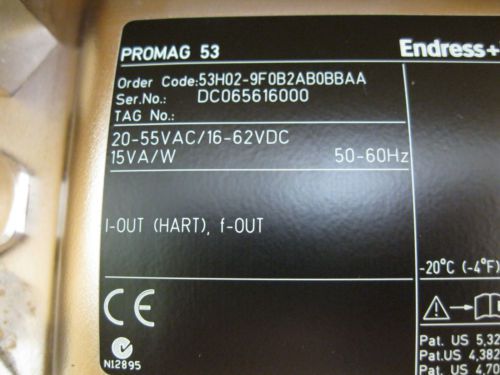 PROMAG 53
Endress+
Order Code:53H02-9F0B2AB0BBAA
Ser.No.: DC065616000
TAG No.:
20-55VAC/16-62VDC
15VA/W 50-60Hz
I-OUT (HART), f-OUT
-20°C (-4°F)
CE
i
N12895
Pat. US 5,32
Pat. US 4,382
Pat. US 4,70